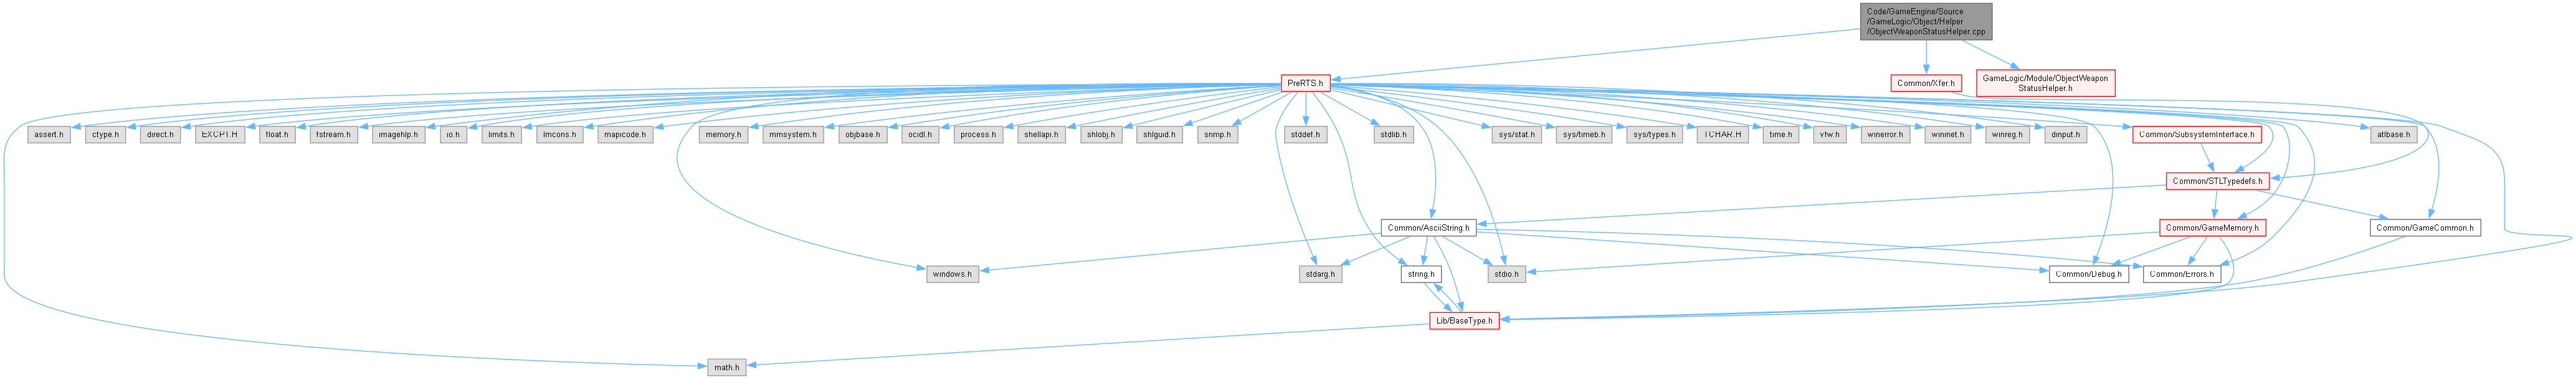 Code/GameEngine/Source
/GameLogic/Object/Helper
/ObjectWeaponStatusHelper.cpp
PreRTS.h
Common/Xfer.h
GameLogic/Module/ObjectWeapon
StatusHelper.h
assert.h
ctype.h
direct.h
EXCPT.H
float.h
fstream.h
imagehlp.h
io.h
limits.h
lmcons.h
mapicode.h
memory.h
mmsystem.h
objbase.h
ocidl.h
process.h
shellapi.h
shlobj.h
shlguid.h
snmp.h
stddef.h
stdlib.h
sys/stat.h
sys/timeb.h
sys/types.h
TCHAR.H
time.h
vfw.h
winerror.h
wininet.h
winreg.h
dinput.h
Common/SubsystemInterface.h
atlbase.h
Common/STLTypedefs.h
Common/AsciiString.h
Common/GameMemory.h
Common/GameCommon.h
windows.h
stdarg.h
string.h
stdio.h
Common/Debug.h
Common/Errors.h
Lib/BaseType.h
math.h